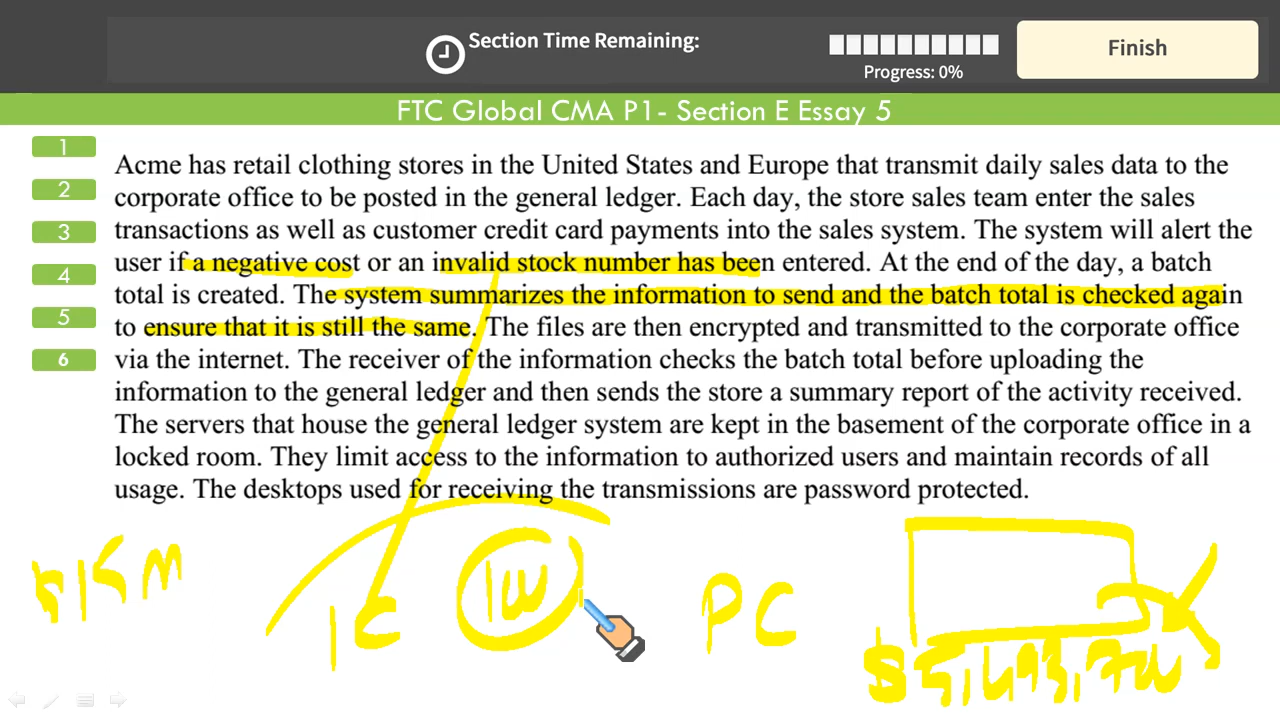 Section Time Remaining:
Progress: 0%
Finish
FTC Global CMA P1- Section E Essay 5
1
2
3
4
5
6
Acme has retail clothing stores in the United States and Europe that transmit daily sales data to the
corporate office to be posted in the general ledger. Each day, the store sales team enter the sales
transactions as well as customer credit card payments into the sales system. The system will alert the
user if a negative cost or an invalid stock number has been entered. At the end of the day, a batch
total is created. The system summarizes the information to send and the batch total is checked again
to ensure that it is still the same. The files are then encrypted and transmitted to the corporate office
via the internet. The receiver of the information checks the batch total before uploading the
information to the general ledger and then sends the store a summary report of the activity received.
The servers that house the general ledger system are kept in the basement of the corporate office in a
locked room. They limit access to the information to authorized users and maintain records of all
usage. The desktops used for receiving the transmissions are password protected.
IC
PC